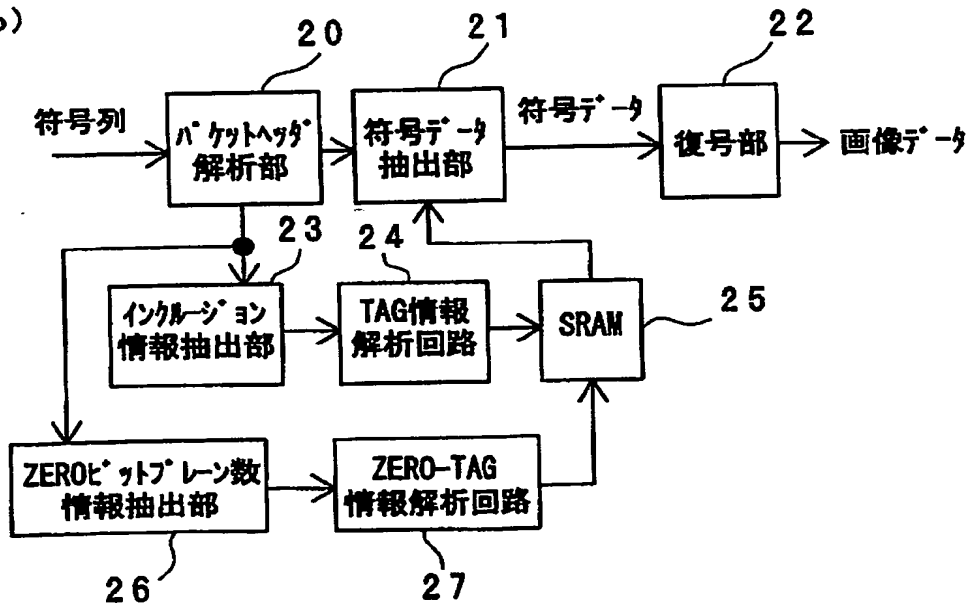 20
21
22
符号列
パケットヘッダ
解析部
符号データ
抽出部
符号データ
復号部
画像データ
23
24
25
インクルージョン
情報抽出部
TAG情報
解析回路
SRAM
ZEROビットプレーン数
情報抽出部
ZERO-TAG
情報解析回路
26
27